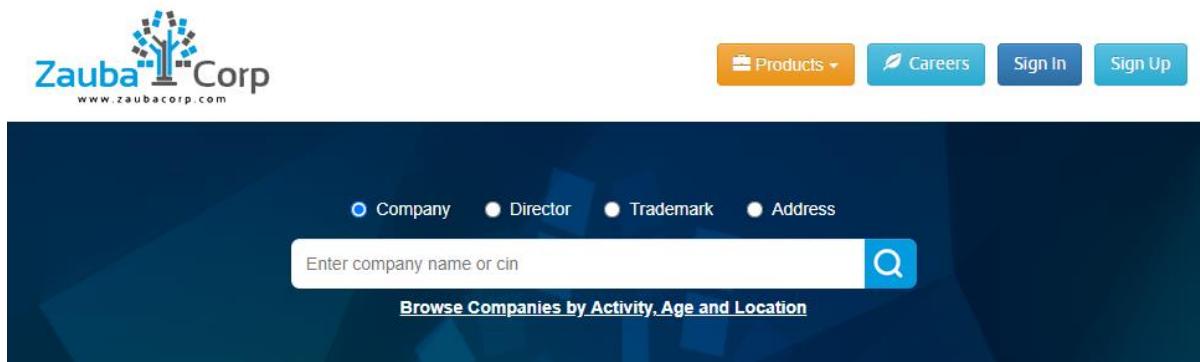 Zauba Corp
www.zaubacorp.com
Products
Careers
Sign In
Sign Up
Company
Director
Trademark
Address
Enter company name or cin
Browse Companies by Activity, Age and Location